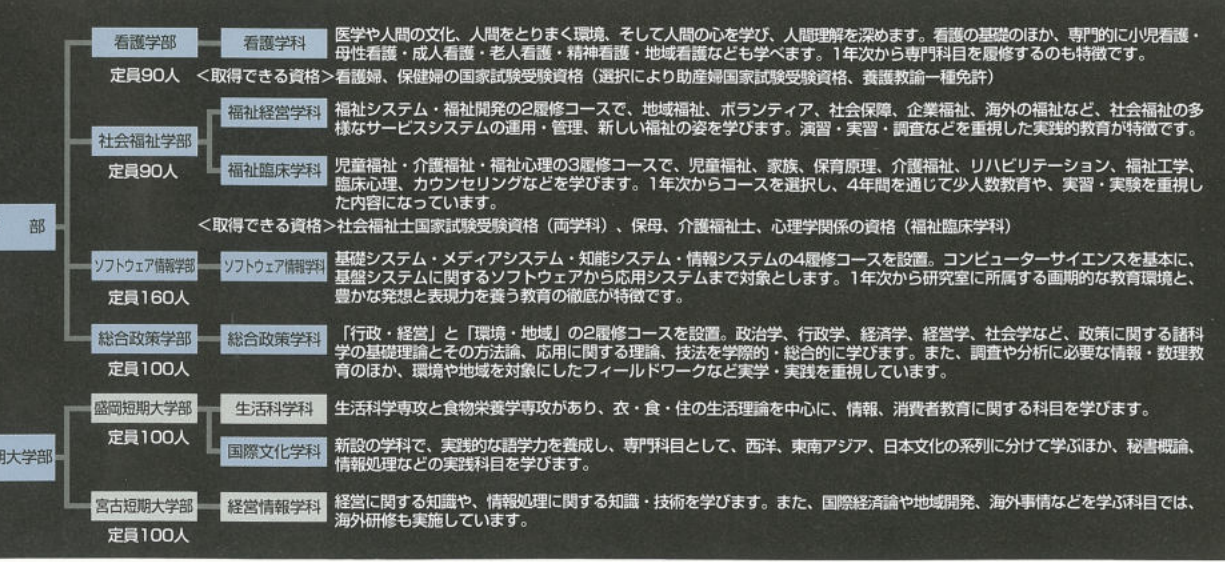 看護学部
看護学科
医学や人間の文化、人間をとりまく環境、そして人間の心を学び、人間理解を深めます。看護の基礎のほか、専門的に小児看護・
母性看護・成人看護・老人看護・精神看護・地域看護なども学べます。1年次から専門科目を履修するのも特徴です。
定員90人
<取得できる資格>看護婦、保健婦の国家試験受験資格（選択により助産婦国家試験受験資格、養護教諭一種免許）
社会福祉学部
定員90人
福祉経営学科
福祉システム・福祉開発の2履修コースで、地域福祉、ボランティア、社会保障、企業福祉、海外の福祉など、社会福祉の多
様なサービスシステムの運用・管理、新しい福祉の姿を学びます。演習・実習・調査などを重視した実践的教育が特徴です。
福祉臨床学科
児童福祉・介護福祉・福祉心理の3履修コースで、児童福祉、家族、保育原理、介護福祉、リハビリテーション、福祉工学、
臨床心理、カウンセリングなどを学びます。1年次からコースを選択し、4年間を通じて少人数教育や、実習・実験を重視し
た内容になっています。
<取得できる資格>社会福祉士国家試験受験資格（両学科）、保母、介護福祉士、心理学関係の資格（福祉臨床学科）
部
ソフトウェア情報学部
定員160人
ソフトウェア情報学科
基礎システム・メディアシステム・知能システム・情報システムの4履修コースを設置。コンピューターサイエンスを基本に、
基盤システムに関するソフトウェアから応用システムまで対象とします。1年次から研究室に所属する画期的な教育環境と、
豊かな発想と表現力を養う教育の徹底が特徴です。
総合政策学部
定員100人
総合政策学科
「行政・経営」と「環境・地域」の2履修コースを設置。政治学、行政学、経済学、経営学、社会学など、政策に関する諸科
学の基礎理論とその方法論、応用に関する理論、技法を学際的・総合的に学びます。また、調査や分析に必要な情報・数理教
育のほか、環境や地域を対象にしたフィールドワークなど実学・実践を重視しています。
期大学部
盛岡短期大学部
定員100人
生活科学科
生活科学専攻と食物栄養学専攻があり、衣・食・住の生活理論を中心に、情報、消費者教育に関する科目を学びます。
国際文化学科
新設の学科で、実践的な語学力を養成し、専門科目として、西洋、東南アジア、日本文化の系列に分けて学ぶほか、秘書概論、
情報処理などの実践科目を学びます。
宮古短期大学部
定員100人
経営情報学科
経営に関する知識や、情報処理に関する知識・技術を学びます。また、国際経済論や地域開発、海外事情などを学ぶ科目では、
海外研修も実施しています。